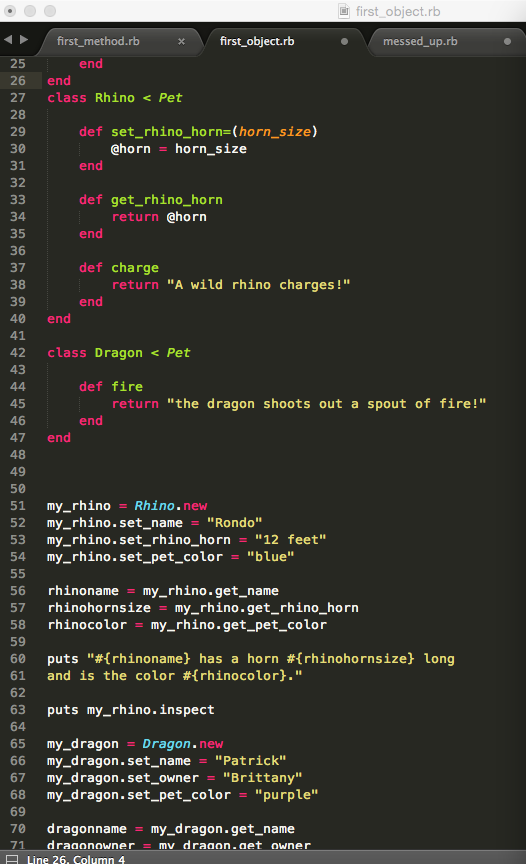 first_object.rb
first_method.rb × first_object.rb messed_up.rb
25 end
26 end
27 class Rhino < Pet
28
29 def set_rhino_horn=(horn_size)
30 @horn = horn_size
31 end
32
33 def get_rhino_horn
34 return @horn
35 end
36
37 def charge
38 return "A wild rhino charges!"
39 end
40 end
41
42 class Dragon < Pet
43
44 def fire
45 return "the dragon shoots out a spout of fire!"
46 end
47 end
48
49
50
51 my_rhino = Rhino.new
52 my_rhino.set_name = "Rondo"
53 my_rhino.set_rhino_horn = "12 feet"
54 my_rhino.set_pet_color = "blue"
55
56 rhinoname = my_rhino.get_name
57 rhinohornsize = my_rhino.get_rhino_horn
58 rhinocolor = my_rhino.get_pet_color
59
60 puts "#{rhinoname} has a horn #{rhinohornsize} long
61 and is the color #{rhinocolor}."
62
63 puts my_rhino.inspect
64
65 my_dragon = Dragon.new
66 my_dragon.set_name = "Patrick"
67 my_dragon.set_owner = "Brittany"
68 my_dragon.set_pet_color = "purple"
69
70 dragonname = my_dragon.get_name
71 dragonowner = my_dragon.get_owner
Line 26, Column 4